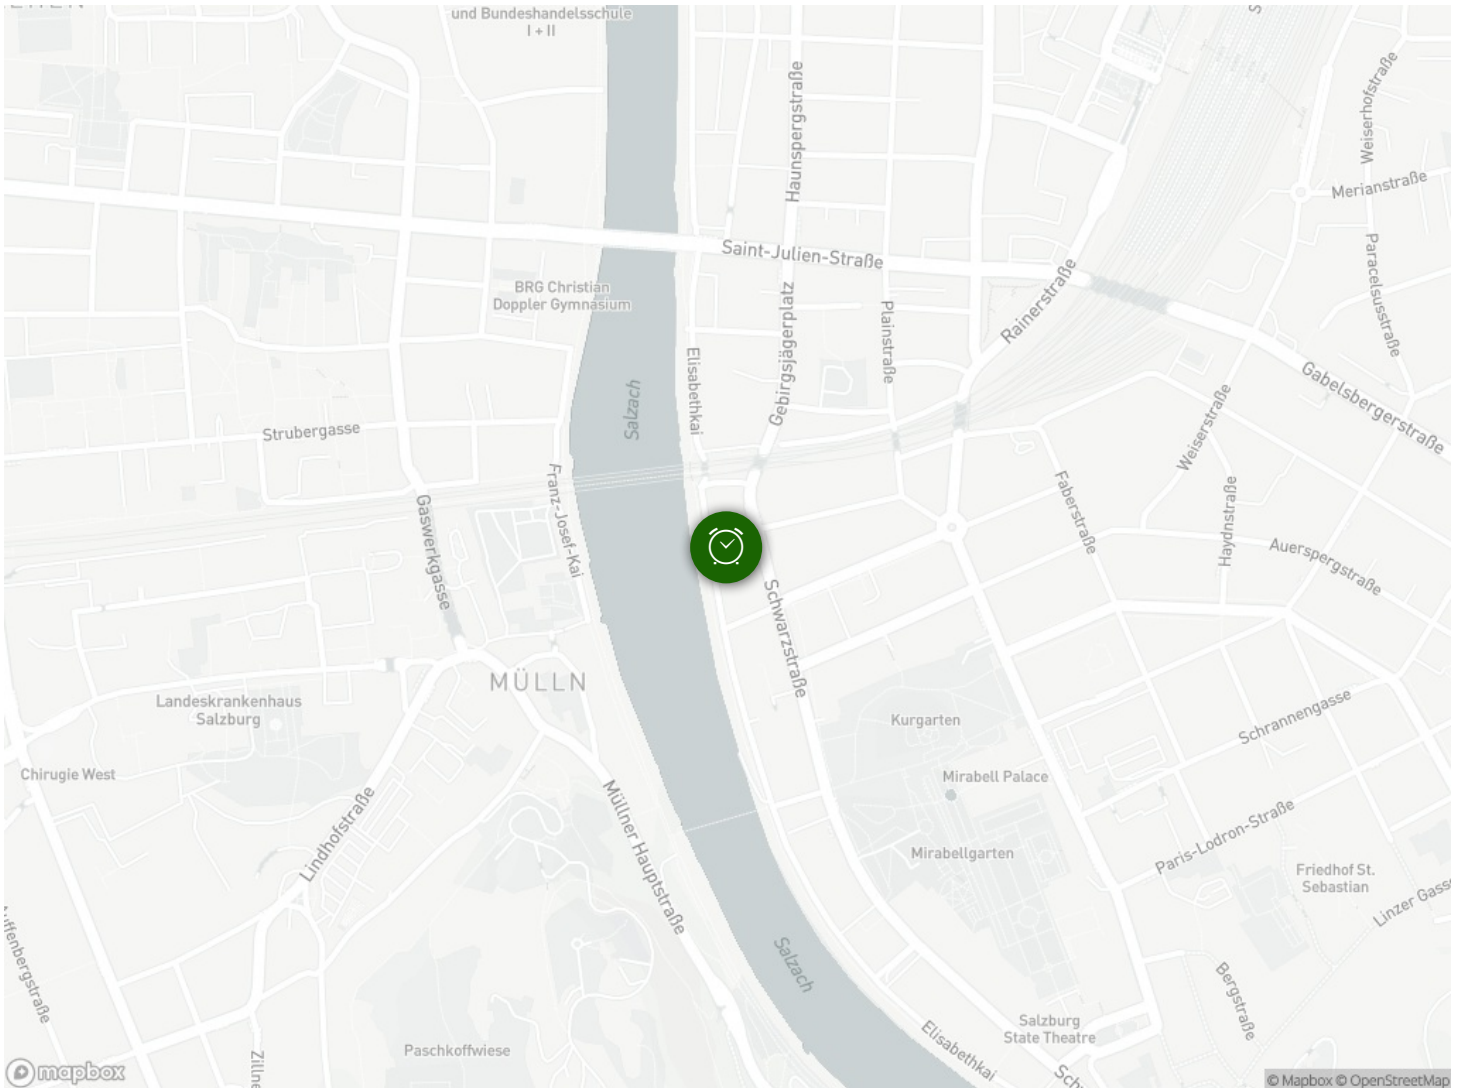 und Bundeshandelsschule
I + II
Haunspergstraße
Weiserhofstraße
Merianstraße
Saint-Julien-Straße
Paracelsusstraße
BRG Christian
Doppler Gymnasium
Rainerstraße
Gebirgsjägerplatz
Plainstraße
Elisabethkai
Salzach
Gabelsbergerstraße
Weiserstraße
Strubergasse
Franz-Josef-Kai
Gaswerkgasse
Faberstraße
Haydnstraße
Auerspergstraße
Schwarzstraße
MÜLLN
Landeskrankenhaus
Salzburg
Kurgarten
Schrannengasse
Chirugie West
Mirabell Palace
Lindhofstraße
Müllner Hauptstraße
Mirabellgarten
Paris-Lodron-Straße
Friedhof St.
Sebastian
Linzer Gasse
Salzach
Bergstraße
Salzburg
State Theatre
Elisabethkai
Paschkoffwiese
mapbox
© Mapbox © OpenStreetMap